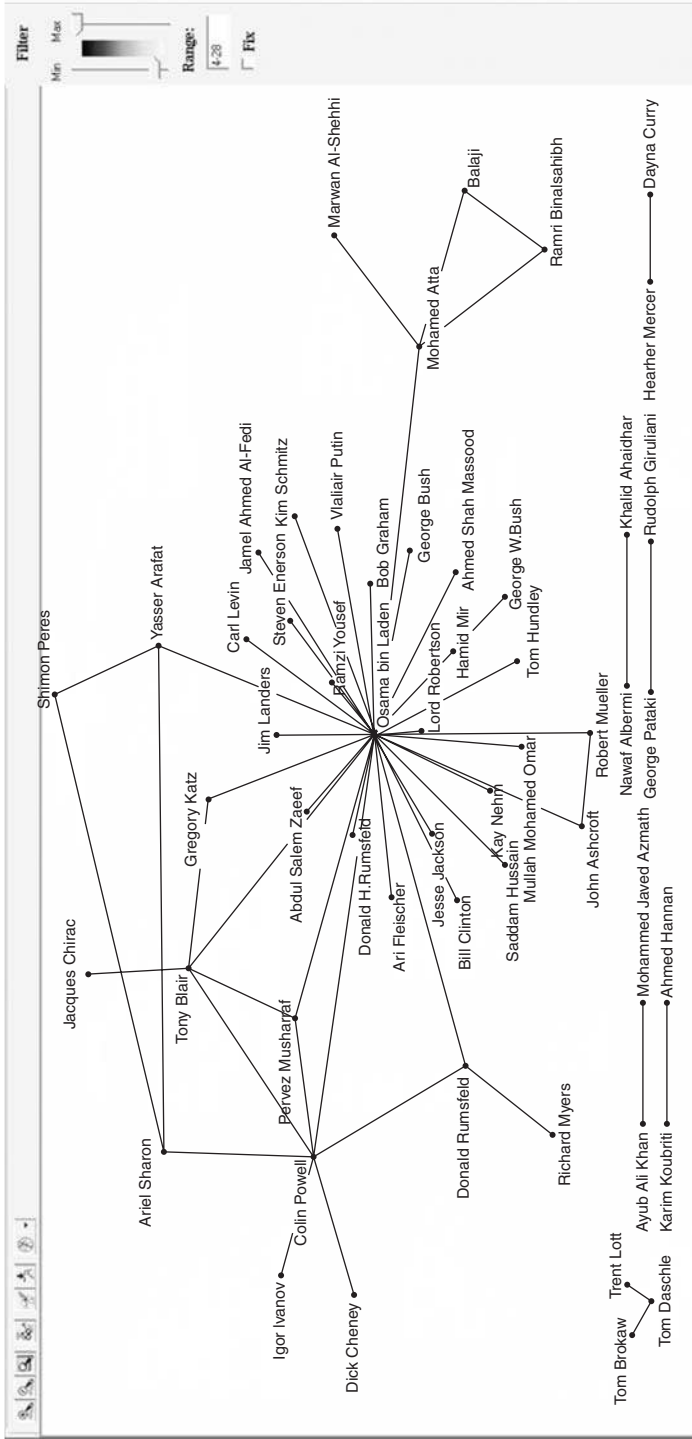 Filter
Min Max
Range:
4-28
Fix
Shimon Peres
Yasser Arafat
Jacques Chirac
Ariel Sharon
Tony Blair
Gregory Katz
Jim Landers
Carl Levin
Jamel Ahmed Al-Fedi
Steven Enerson
Kim Schmitz
Vlaliair Putin
Ramzi Yousef
Bob Graham
Osama bin Laden
George Bush
Marwan Al-Shehhi
Mohamed Atta
Balaji
Ramri Binalsahibh
Abdul Salem Zaeef
Pervez Musharraf
Colin Powell
Igor Ivanov
Dick Cheney
Donald H.Rumsfeld
Ari Fleischer
Jesse Jackson
Bill Clinton
Lord Robertson
Hamid Mir
Ahmed Shah Massood
George W.Bush
Tom Hundley
Kay Nehm
Saddam Hussain
Mullah Mohamed Omar
Donald Rumsfeld
Richard Myers
John Ashcroft
Robert Mueller
Tom Brokaw
Trent Lott
Tom Daschle
Ayub Ali Khan
Mohammed Javed Azmath
Karim Koubriti
Ahmed Hannan
Nawaf Albermi
Khalid Ahaidhar
George Pataki
Rudolph Giruliani
Hearher Mercer
Dayna Curry